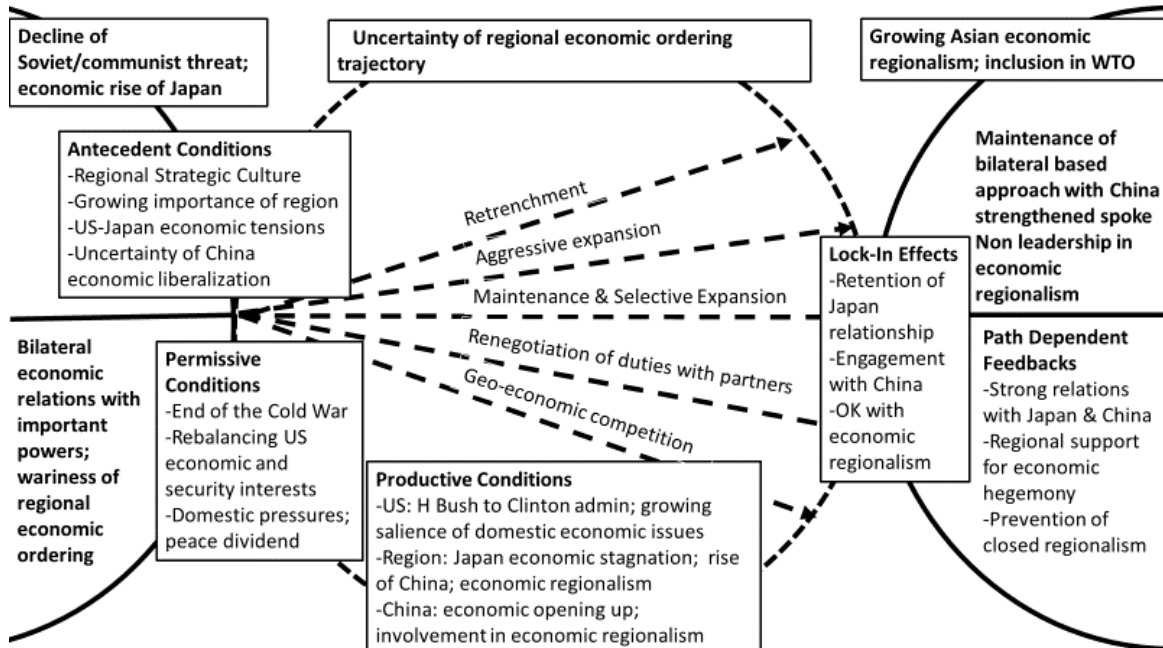 Decline of
Soviet/communist threat;
economic rise of Japan
Uncertainty of regional economic ordering
trajectory
Growing Asian economic
regionalism; inclusion in WTO
Antecedent Conditions
-Regional Strategic Culture
-Growing importance of region
-US-Japan economic tensions
-Uncertainty of China
economic liberalization
Retrenchment
Aggressive expansion
Maintenance & Selective Expansion
Renegotiation of duties with partners
Geo-economic competition
Maintenance of
bilateral based
approach with China
strengthened spoke
Non leadership in
economic
regionalism
Lock-In Effects
-Retention of
Japan
relationship
-Engagement
with China
-OK with
economic
regionalism
Bilateral
economic
relations with
important
powers;
wariness of
regional
economic
ordering
Permissive
Conditions
-End of the Cold War
-Rebalancing US
economic and
security interests
-Domestic pressures;
peace dividend
Productive Conditions
-US: H Bush to Clinton admin; growing
salience of domestic economic issues
-Region: Japan economic stagnation; rise
of China; economic regionalism
-China: economic opening up;
involvement in economic regionalism
Path Dependent
Feedbacks
-Strong relations
with Japan & China
-Regional support
for economic
hegemony
-Prevention of
closed regionalism